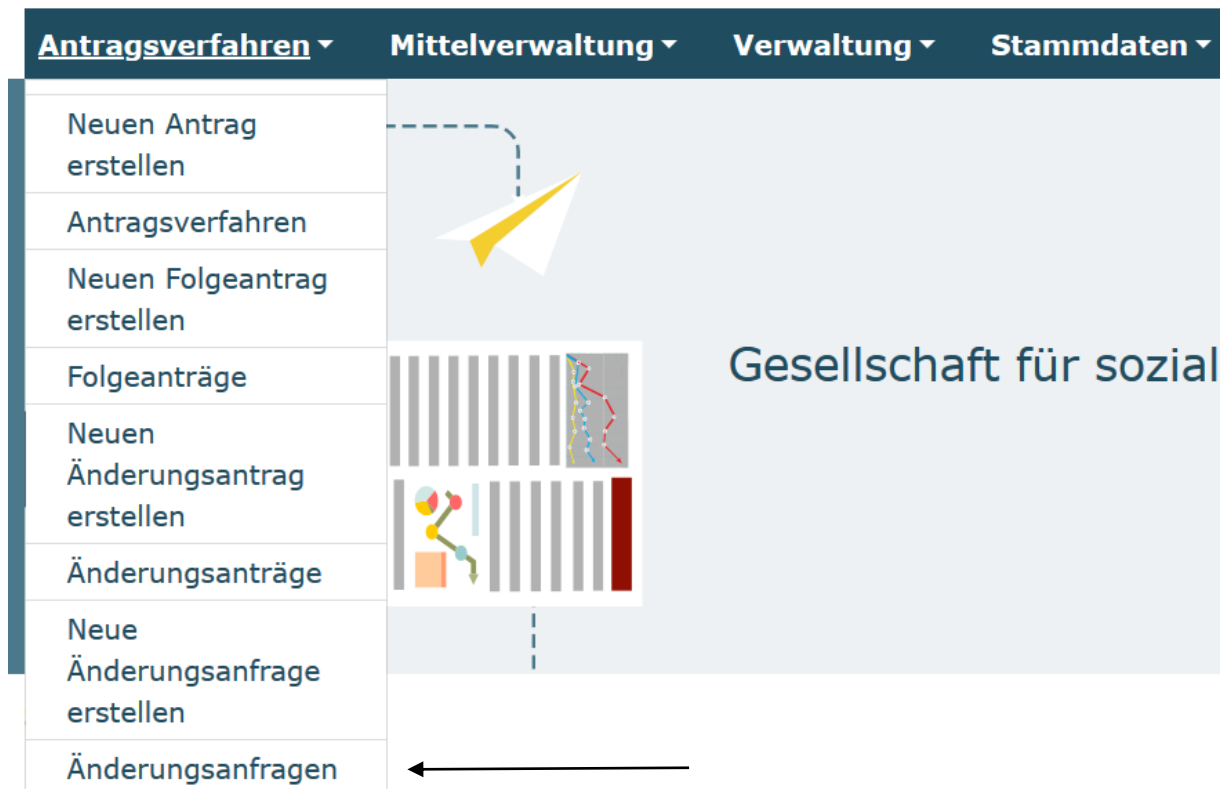 Antragsverfahren Mittelverwaltung Verwaltung Stammdaten
Neuen Antrag
erstellen
Antragsverfahren
Neuen Folgeantrag
erstellen
Folgeanträge
Neuen
Änderungsantrag
erstellen
Änderungsanträge
Neue
Änderungsanfrage
erstellen
Änderungsanfragen
Gesellschaft für sozial